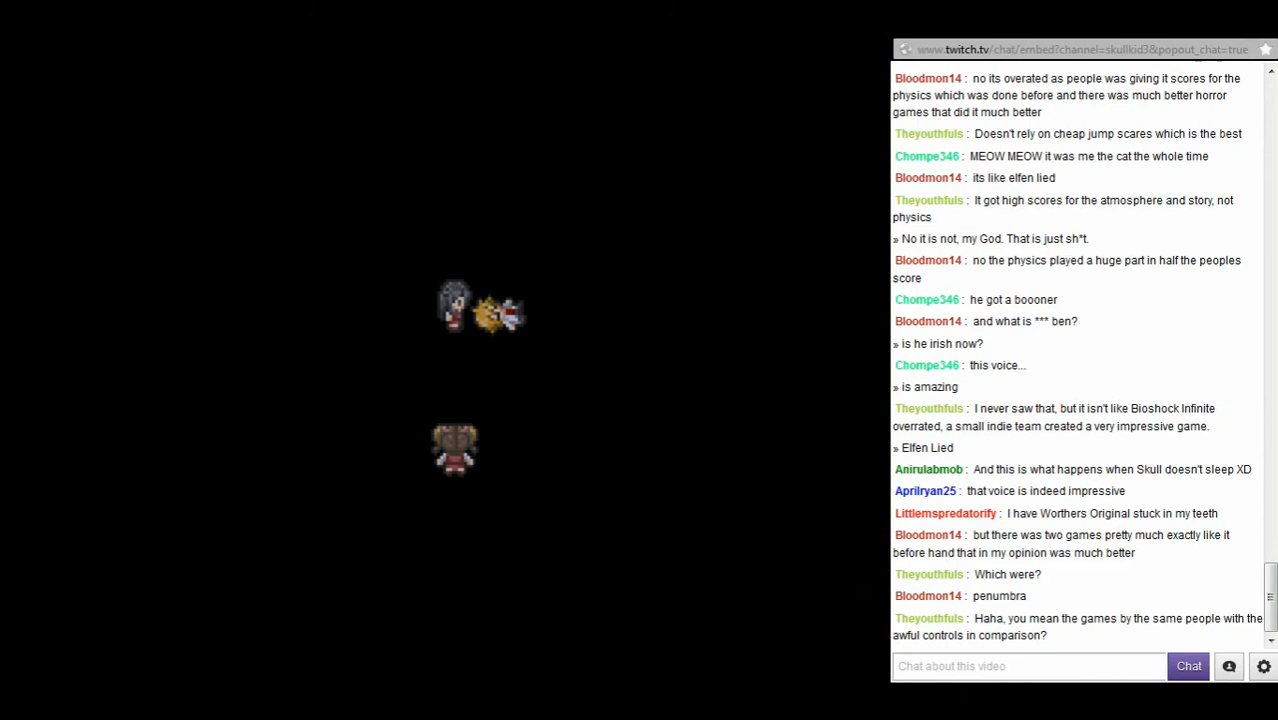 www.twitch.tv/chat/embed?channel=skullkid3&popout_chat=true
Bloodmon14 : no its overated as people was giving it scores for the
physics which was done before and there was much better horror
games that did it much better
Theyouthfuls : Doesn't rely on cheap jump scares which is the best
Chompe346 : MEOW MEOW it was me the cat the whole time
Bloodmon14 : its like elfen lied
Theyouthfuls : It got high scores for the atmosphere and story, not
physics
» No it is not, my God. That is just sh*t.
Bloodmon14 : no the physics played a huge part in half the peoples
score
Chompe346 : he got a boooner
Bloodmon14 : and what is *** ben?
» is he irish now?
Chompe346 : this voice...
» is amazing
Theyouthfuls : I never saw that, but it isn't like Bioshock Infinite
overrated, a small indie team created a very impressive game.
» Elfen Lied
Anirulabmob : And this is what happens when Skull doesn't sleep XD
Aprilryan25 : that voice is indeed impressive
Littlemspredatorify : I have Worthers Original stuck in my teeth
Bloodmon14 : but there was two games pretty much exactly like it
before hand that in my opinion was much better
Theyouthfuls : Which were?
Bloodmon14 : penumbra
Theyouthfuls : Haha, you mean the games by the same people with the
awful controls in comparison?
Chat about this video
Chat